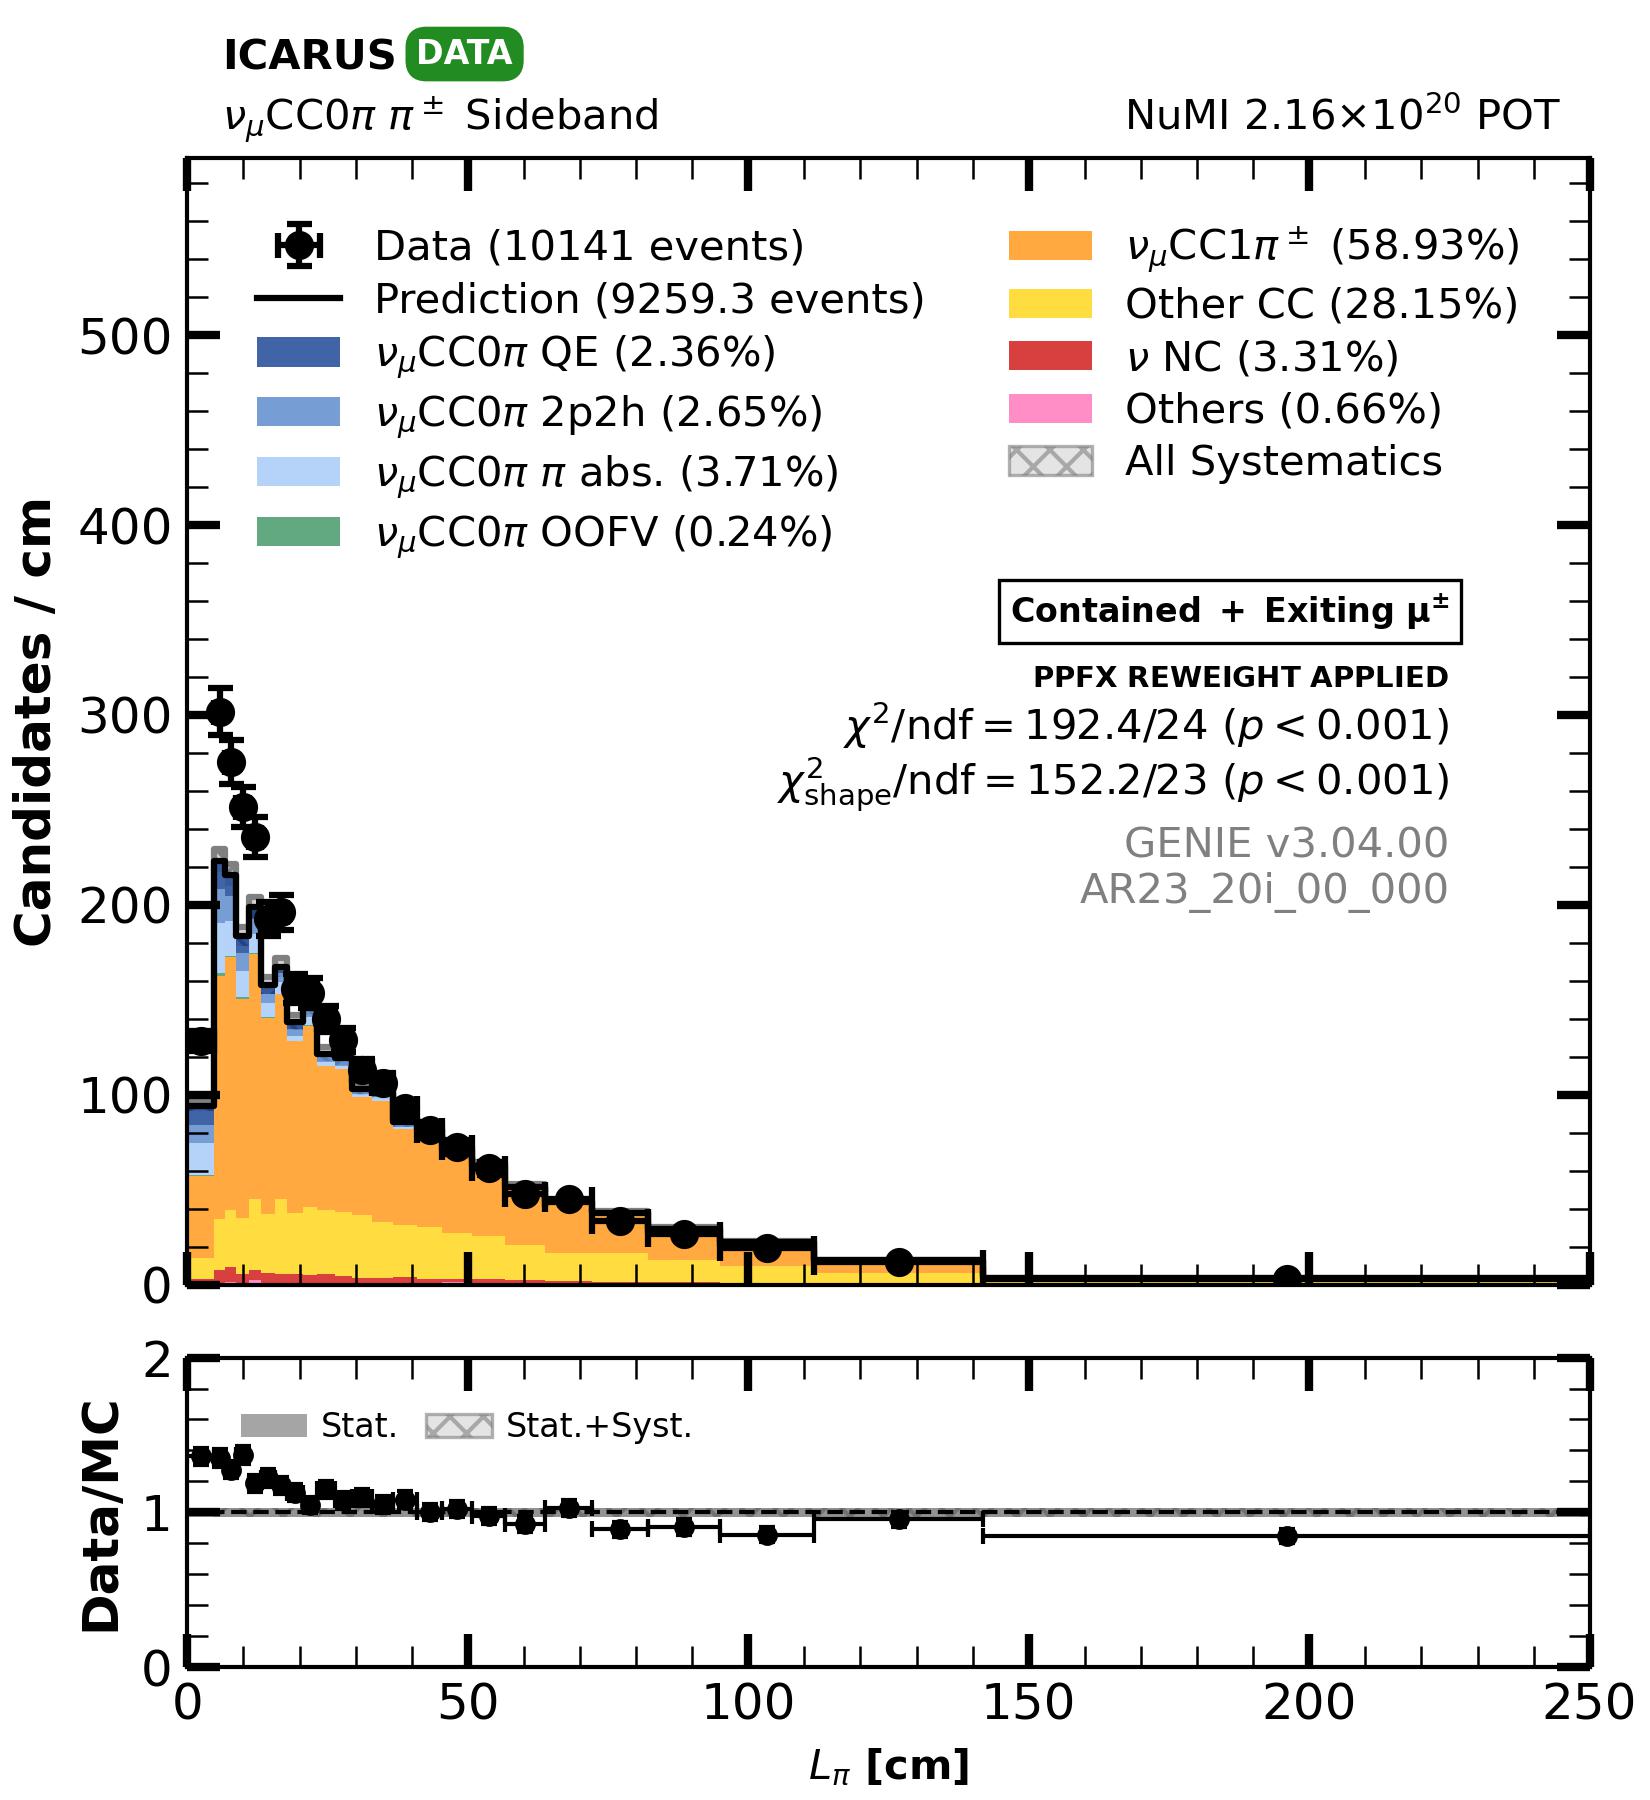 ICARUS DATA
νμCC0π π± Sideband
NuMI 2.16×10²⁰ POT
Data (10141 events)
Prediction (9259.3 events)
νμCC0π QE (2.36%)
νμCC0π 2p2h (2.65%)
νμCC0π π abs. (3.71%)
νμCC0π OOFV (0.24%)
νμCC1π± (58.93%)
Other CC (28.15%)
ν NC (3.31%)
Others (0.66%)
All Systematics
Contained + Exiting μ±
PPFX REWEIGHT APPLIED
χ²/ndf = 192.4/24 (p < 0.001)
χ²shape/ndf = 152.2/23 (p < 0.001)
GENIE v3.04.00
AR23_20i_00_000
Candidates / cm
500
400
300
200
100
0
Data/MC
2
1
0
Stat.
Stat.+Syst.
0 50 100 150 200 250
Lπ [cm]